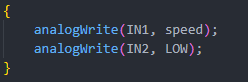 {
analogWrite(IN1, speed);
analogWrite(IN2, LOW);
}